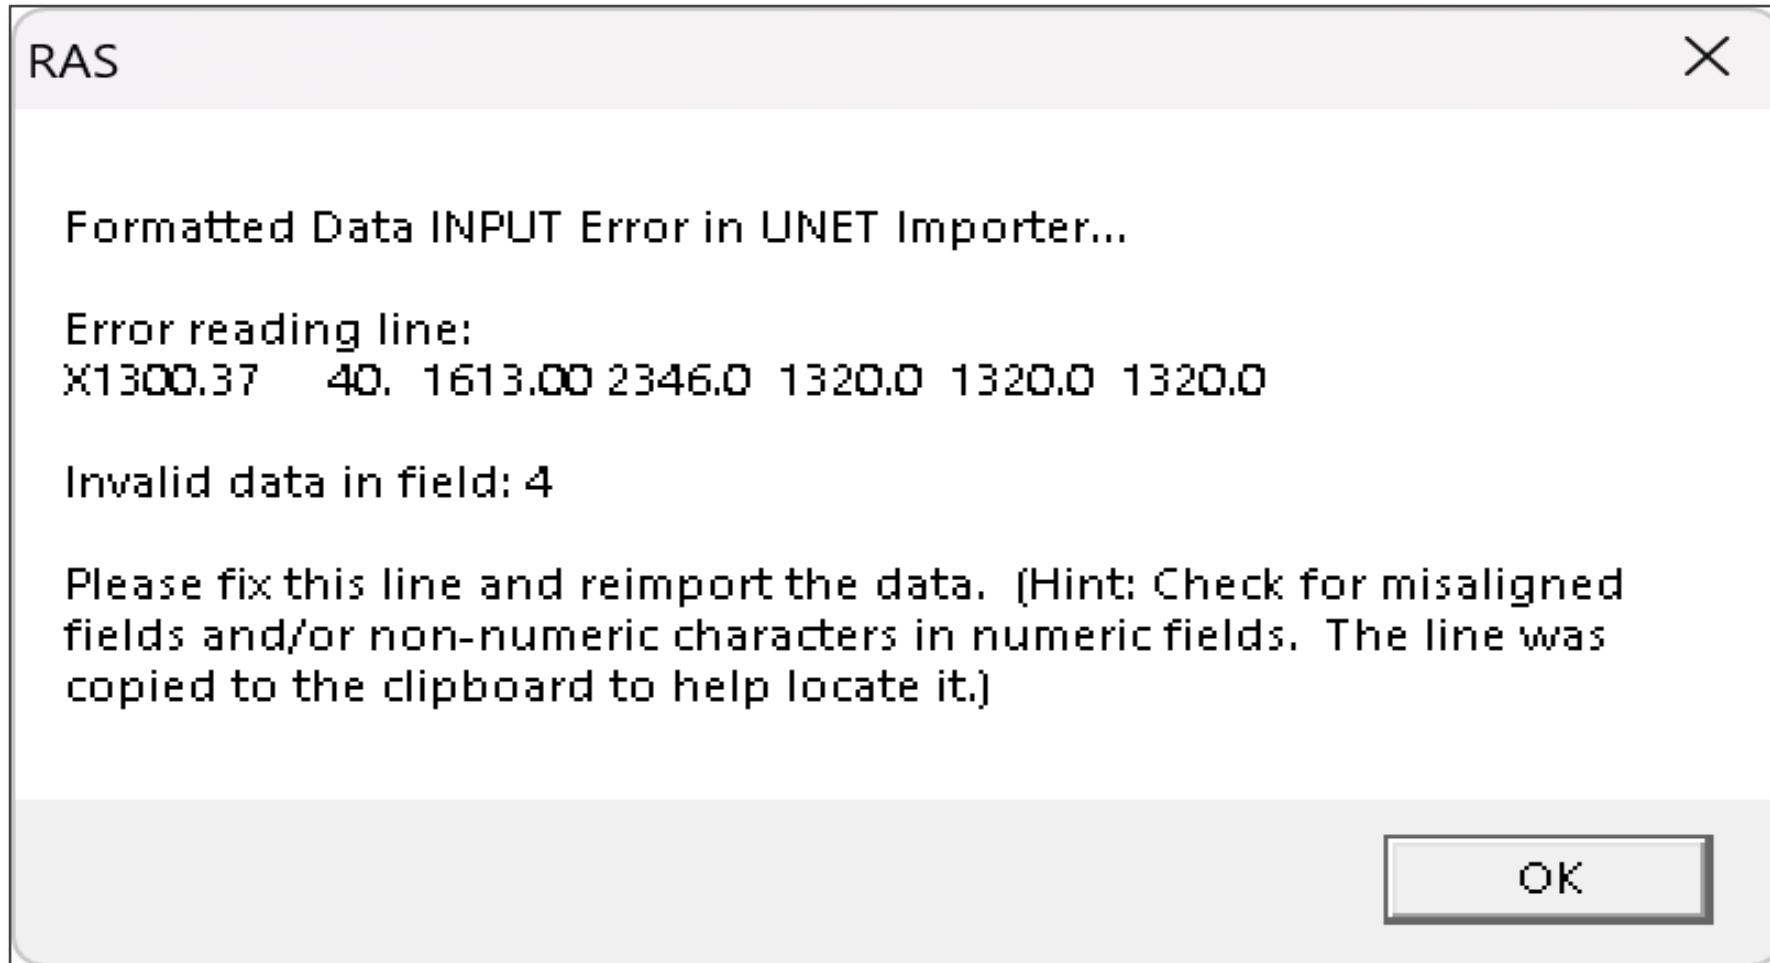 RAS
Formatted Data INPUT Error in UNET Importer...
Error reading line:
X1300.37    40.  1613.00 2346.0  1320.0  1320.0  1320.0
Invalid data in field: 4
Please fix this line and reimport the data.  (Hint: Check for misaligned
fields and/or non-numeric characters in numeric fields.  The line was
copied to the clipboard to help locate it.)
OK